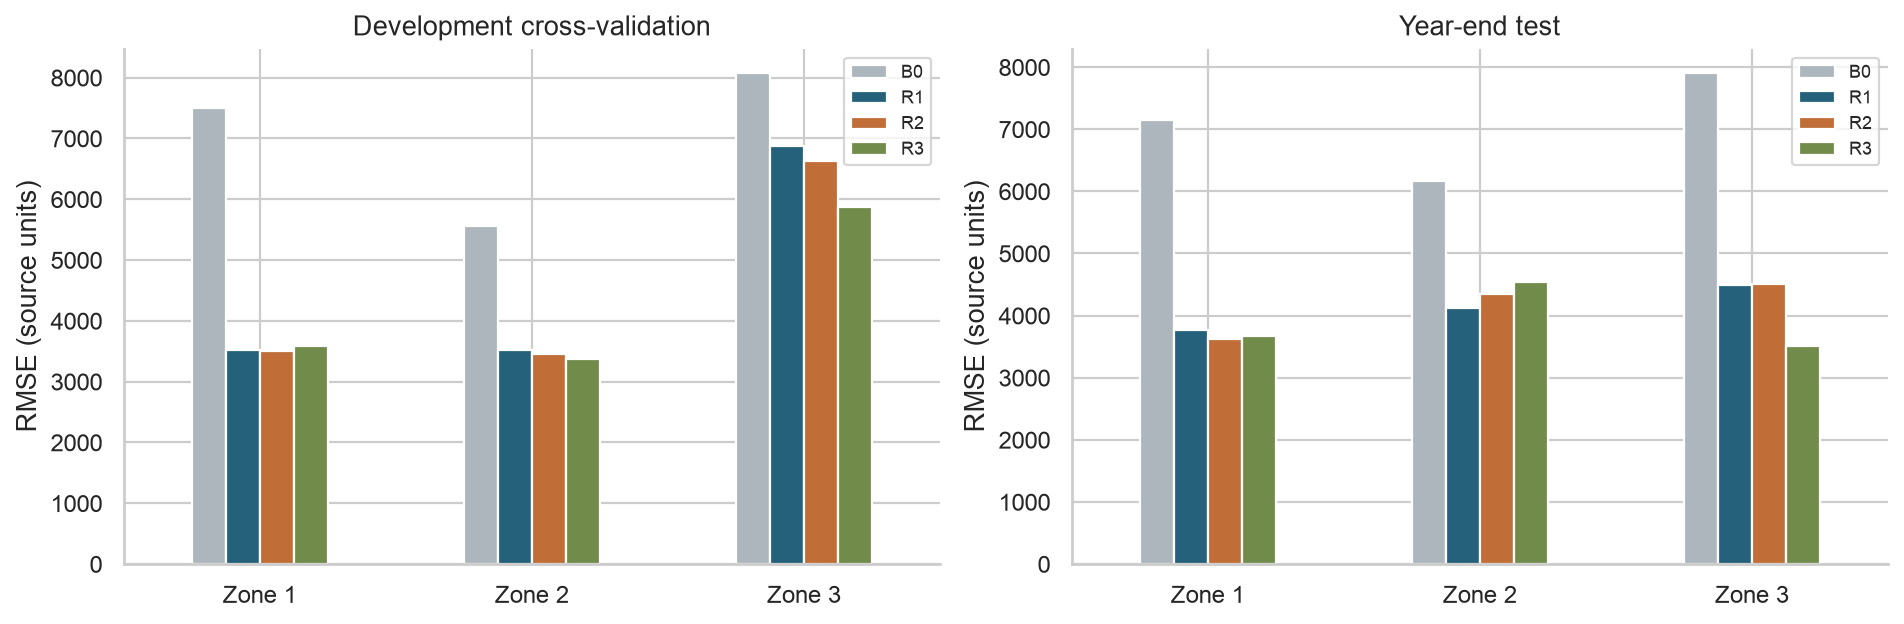 Development cross-validation
RMSE (source units)
8000
7000
6000
5000
4000
3000
2000
1000
0
Zone 1
Zone 2
Zone 3
B0
R1
R2
R3
Year-end test
RMSE (source units)
8000
7000
6000
5000
4000
3000
2000
1000
0
Zone 1
Zone 2
Zone 3
B0
R1
R2
R3